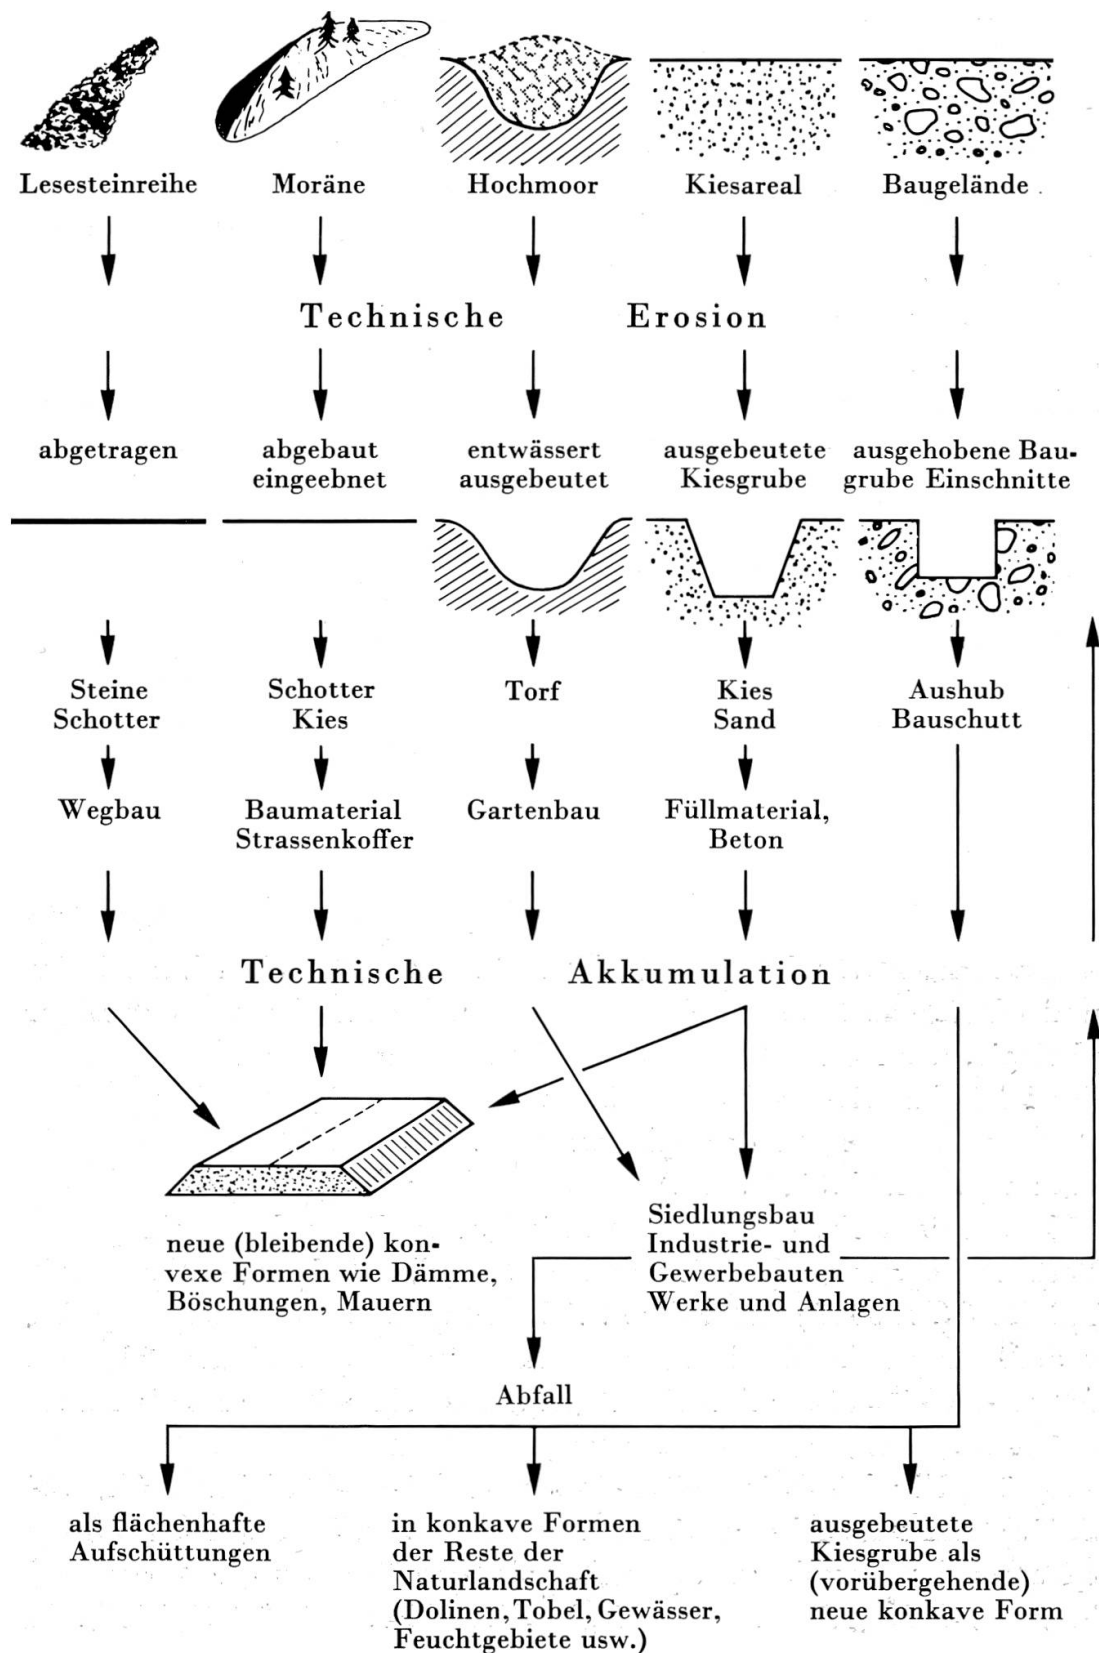 Lesesteinreihe
Moräne
Hochmoor
Kiesareal
Baugelände
Technische Erosion
abgetragen
abgebaut
eingeebnet
entwässert
ausgebeutet
ausgebeutete
Kiesgrube
ausgehobene Bau-
grube Einschnitte
Steine
Schotter
Schotter
Kies
Torf
Kies
Sand
Aushub
Bauschutt
Wegbau
Baumaterial
Strassenkoffer
Gartenbau
Füllmaterial,
Beton
Technische Akkumulation
neue (bleibende) kon-
vexe Formen wie Dämme,
Böschungen, Mauern
Siedlungsbau
Industrie- und
Gewerbebauten
Werke und Anlagen
Abfall
als flächenhafte
Aufschüttungen
in konkave Formen
der Reste der
Naturlandschaft
(Dolinen, Tobel, Gewässer,
Feuchtgebiete usw.)
ausgebeutete
Kiesgrube als
(vorübergehende)
neue konkave Form